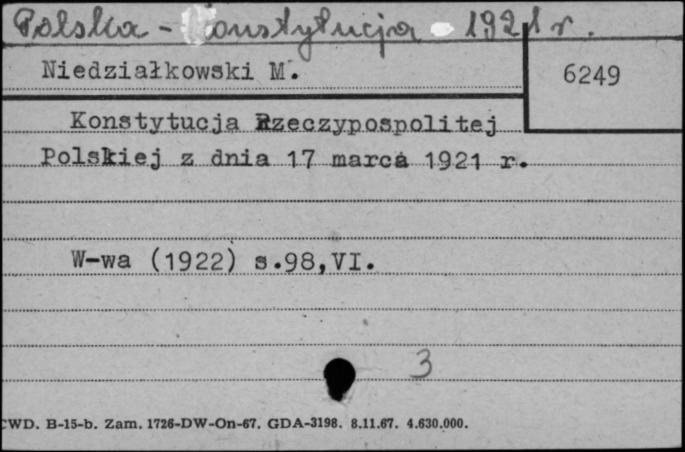 Polska - Konstytucja 1921 r.
Niedziałkowski M.
6249
Konstytucja Rzeczypospolitej
Polskiej z dnia 17 marca 1921 r.
W-wa (1922) s.98,VI.
3
CWD. B-15-b. Zam. 1726-DW-On-67. GDA-3198. 8.11.67. 4.630.000.